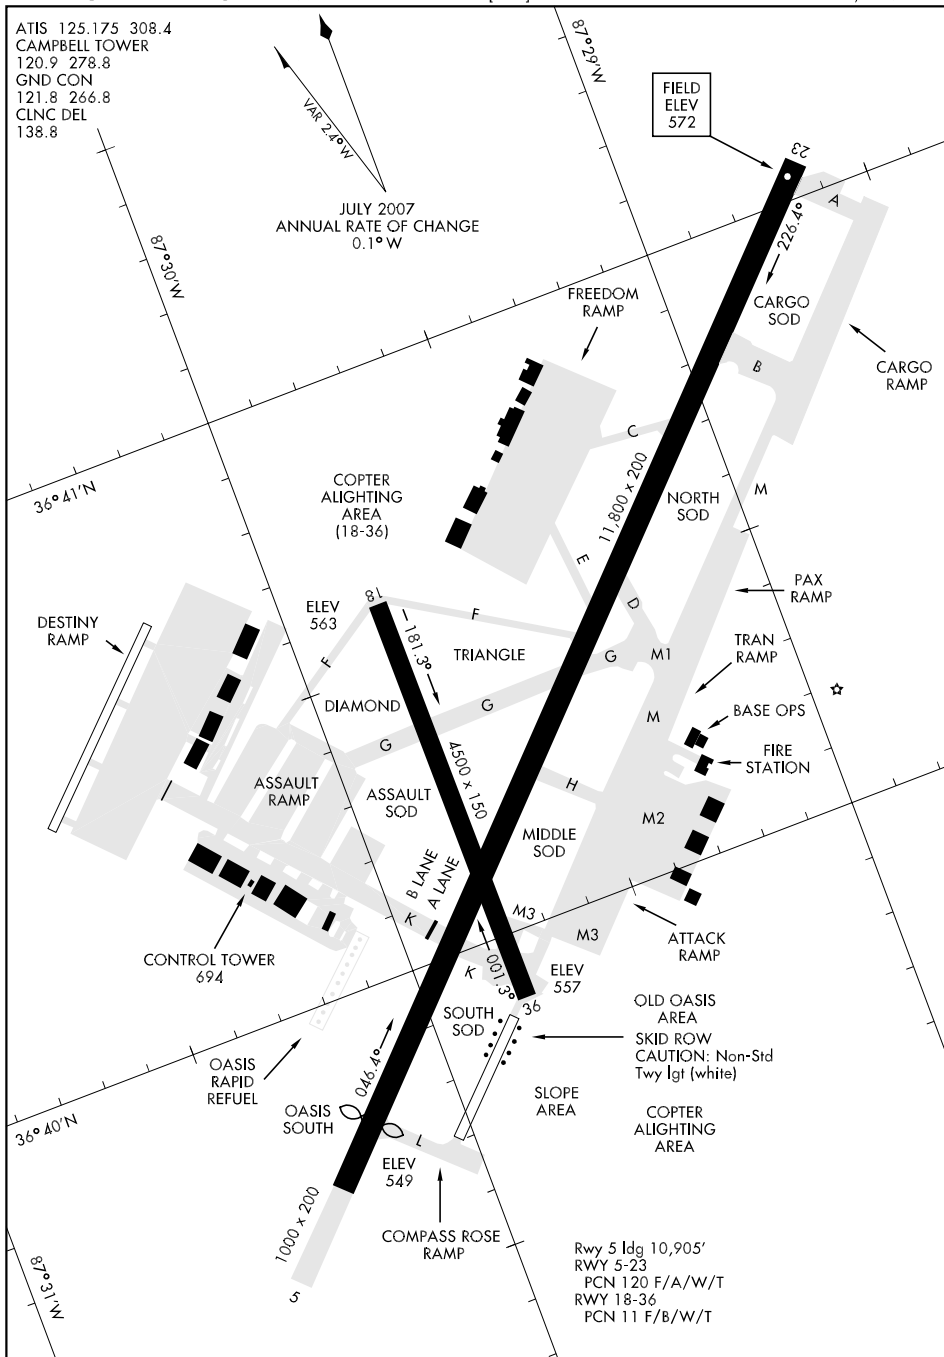 ATIS 125.175 308.4
CAMPBELL TOWER
120.9 278.8
GND CON
121.8 266.8
CLNC DEL
138.8
VAR 2.4° W
JULY 2007
ANNUAL RATE OF CHANGE
0.1° W
87°29'W
FIELD
ELEV
572
23
A
226.4°
87°30'W
CARGO
SOD
FREEDOM
RAMP
B
CARGO
RAMP
C
36°41'N
COPTER
ALIGHTING
AREA
(18-36)
11,800 x 200
NORTH
SOD
M
E
D
PAX
RAMP
18
ELEV
563
F
DESTINY
RAMP
181.3°
TRIANGLE
F
G
M1
TRAN
RAMP
DIAMOND
G
M
BASE OPS
G
FIRE
STATION
4500 x 150
ASSAULT
RAMP
ASSAULT
SOD
H
MIDDLE
SOD
M2
B LANE
A LANE
K
M3
M3
ATTACK
RAMP
CONTROL TOWER
694
K
001.3°
ELEV
557
36
SOUTH
SOD
OLD OASIS
AREA
SKID ROW
CAUTION: Non-Std
Twy lgt (white)
046.4°
OASIS
RAPID
REFUEL
SLOPE
AREA
OASIS
SOUTH
COPTER
ALIGHTING
AREA
36°40'N
L
ELEV
549
1000 x 200
COMPASS ROSE
RAMP
87°31'W
5
Rwy 5 ldg 10,905'
RWY 5-23
PCN 120 F/A/W/T
RWY 18-36
PCN 11 F/B/W/T